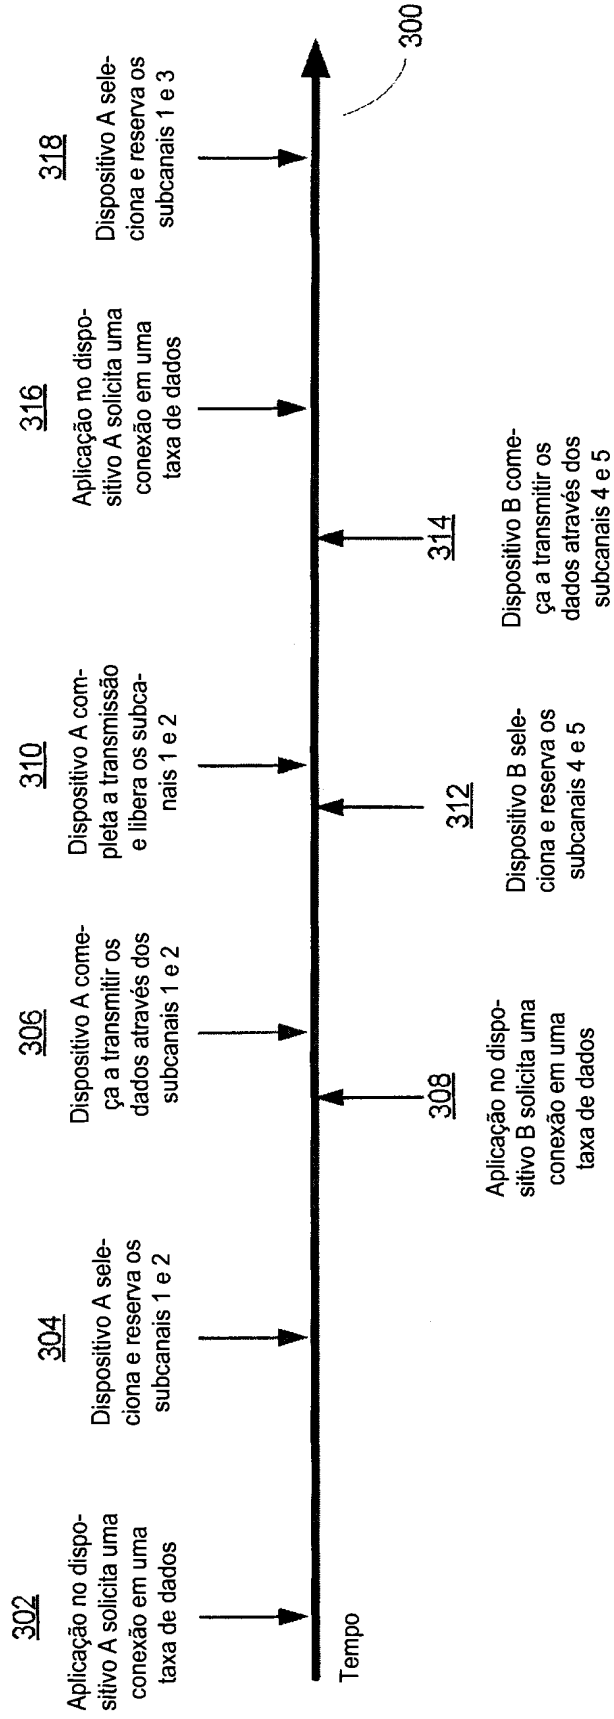 302
Aplicação no dispo-
sitivo A solicita uma
conexão em uma
taxa de dados
304
Dispositivo A sele-
ciona e reserva os
subcanais 1 e 2
306
Dispositivo A come-
ça a transmitir os
dados através dos
subcanais 1 e 2
310
Dispositivo A com-
pleta a transmissão
e libera os subca-
nais 1 e 2
316
Aplicação no dispo-
sitivo A solicita uma
conexão em uma
taxa de dados
318
Dispositivo A sele-
ciona e reserva os
subcanais 1 e 3
300
Tempo
308
Aplicação no dispo-
sitivo B solicita uma
conexão em uma
taxa de dados
312
Dispositivo B sele-
ciona e reserva os
subcanais 4 e 5
314
Dispositivo B come-
ça a transmitir os
dados através dos
subcanais 4 e 5